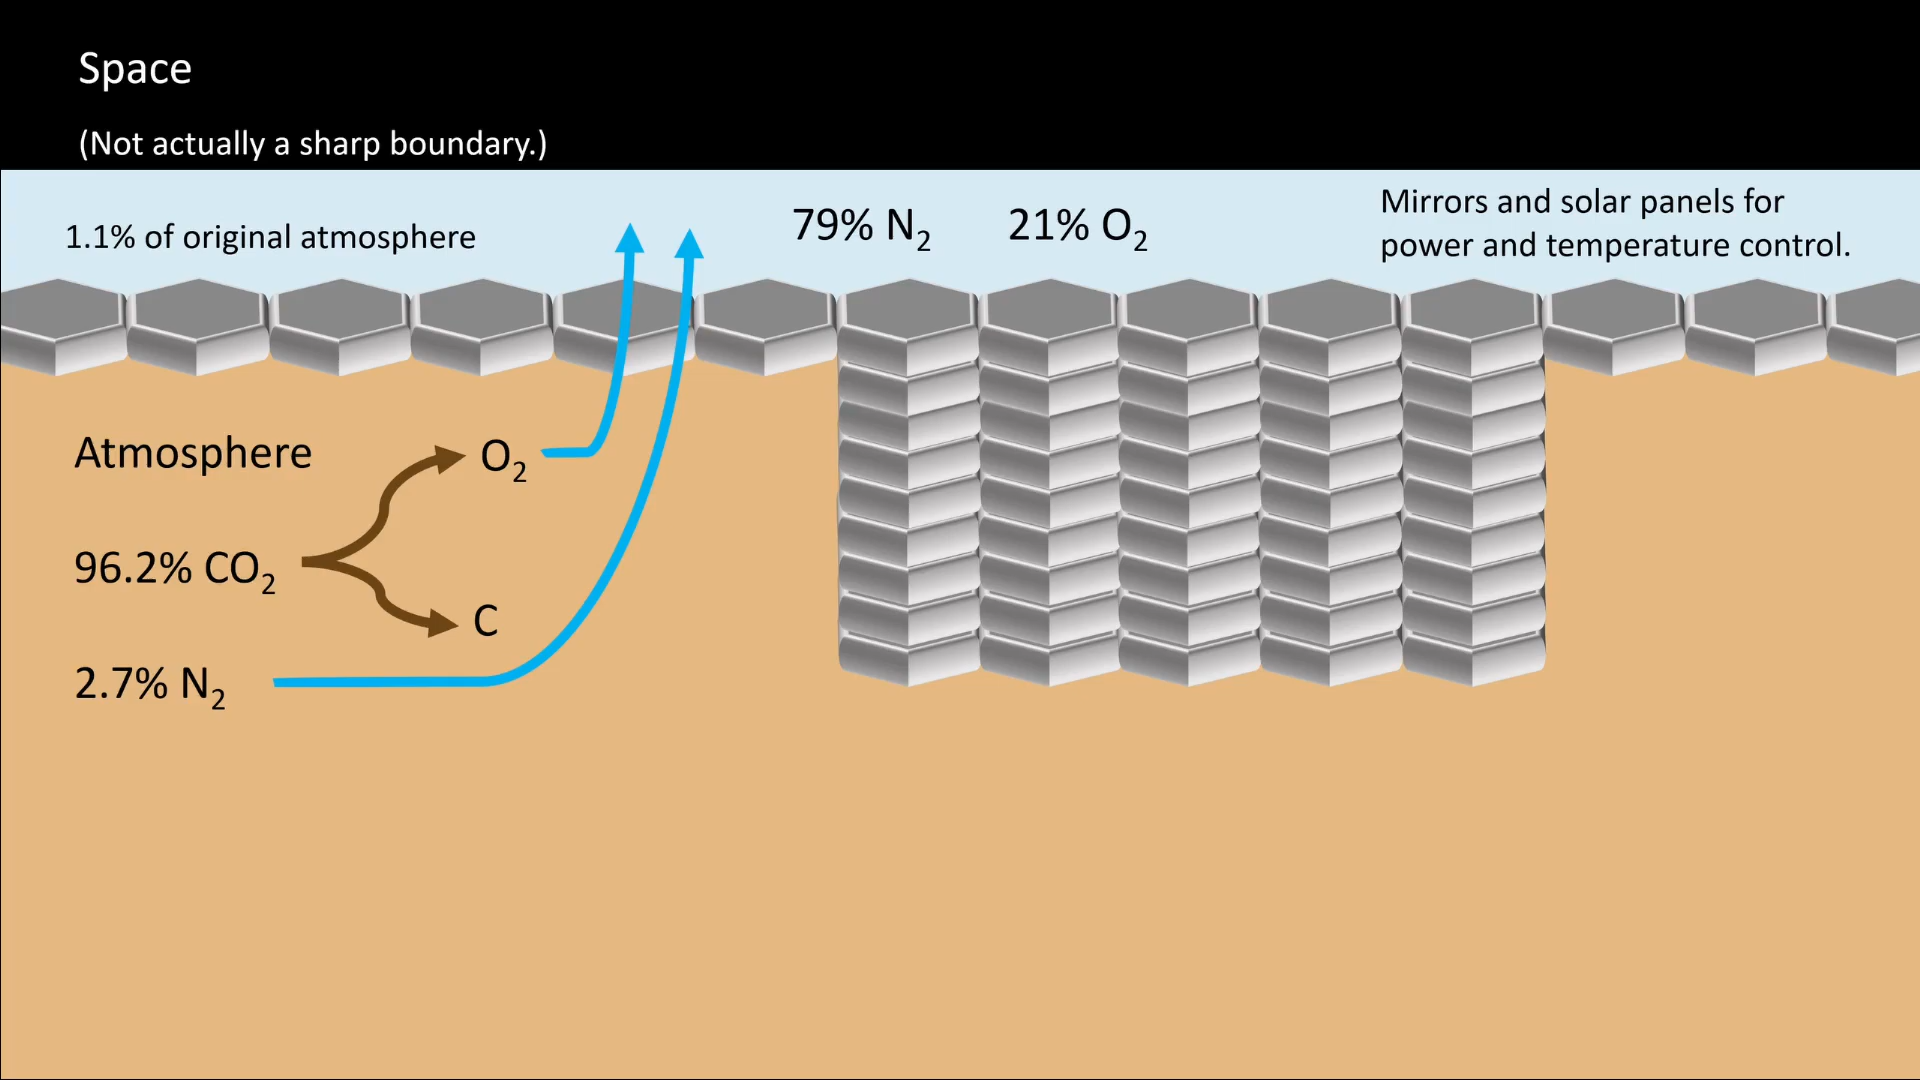 Space
(Not actually a sharp boundary.)
1.1% of original atmosphere
79% N₂
21% O₂
Mirrors and solar panels for
power and temperature control.
Atmosphere
O₂
96.2% CO₂
C
2.7% N₂